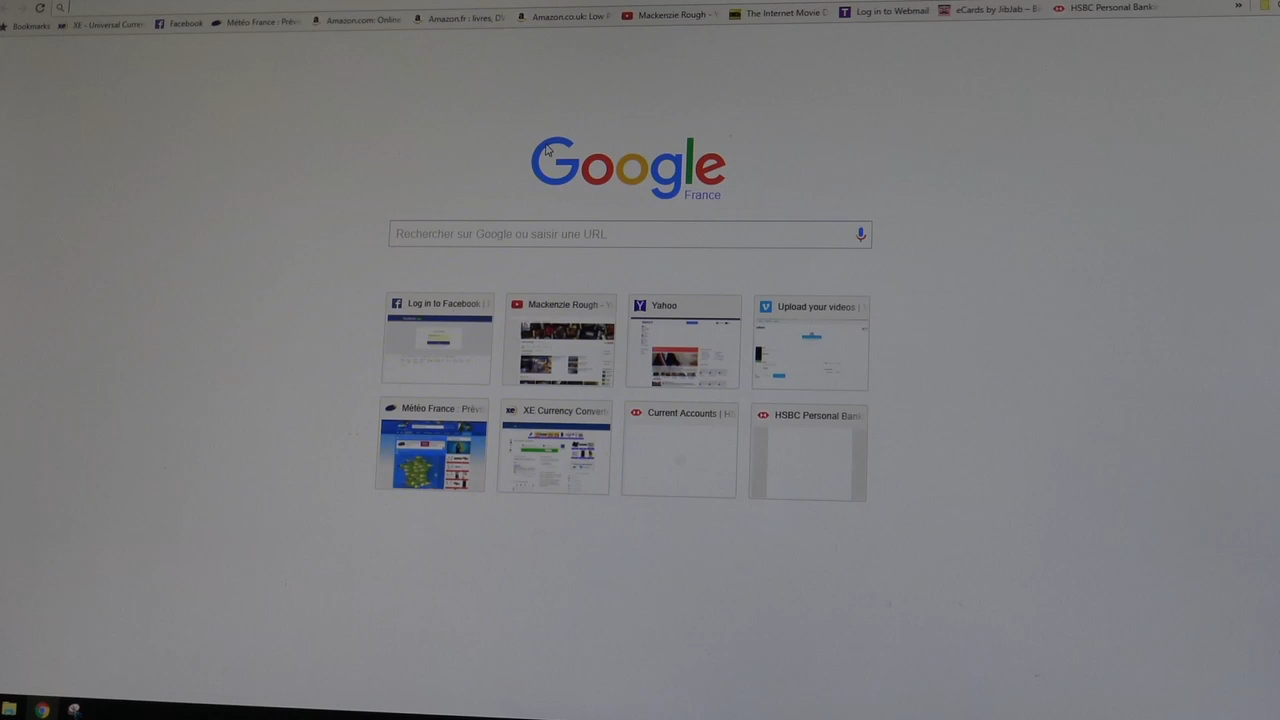 Bookmarks XE - Universal Curre Facebook Météo France : Prévi Amazon.com: Online Amazon.fr : livres, DV Amazon.co.uk: Low P Mackenzie Rough - Y The Internet Movie D Log in to Webmail eCards by JibJab – B HSBC Personal Bank »
Google
France
Rechercher sur Google ou saisir une URL
Log in to Facebook | Mackenzie Rough - Y Yahoo Upload your videos |
Météo France : Prév XE Currency Convert Current Accounts | HS HSBC Personal Bank